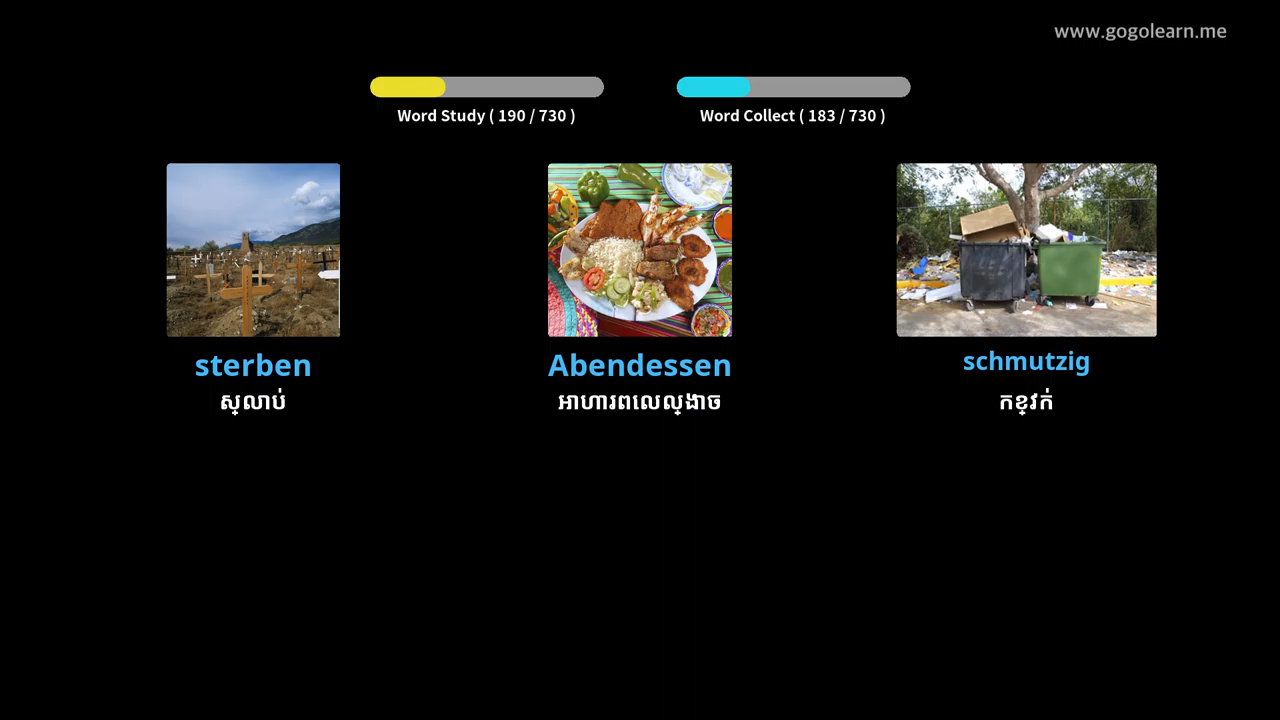 www.gogolearn.me
Word Study ( 190 / 730 )
Word Collect ( 183 / 730 )
sterben
Abendessen
schmutzig
ស្លាប់
អាហារពេលល្ងាច
កខ្វក់